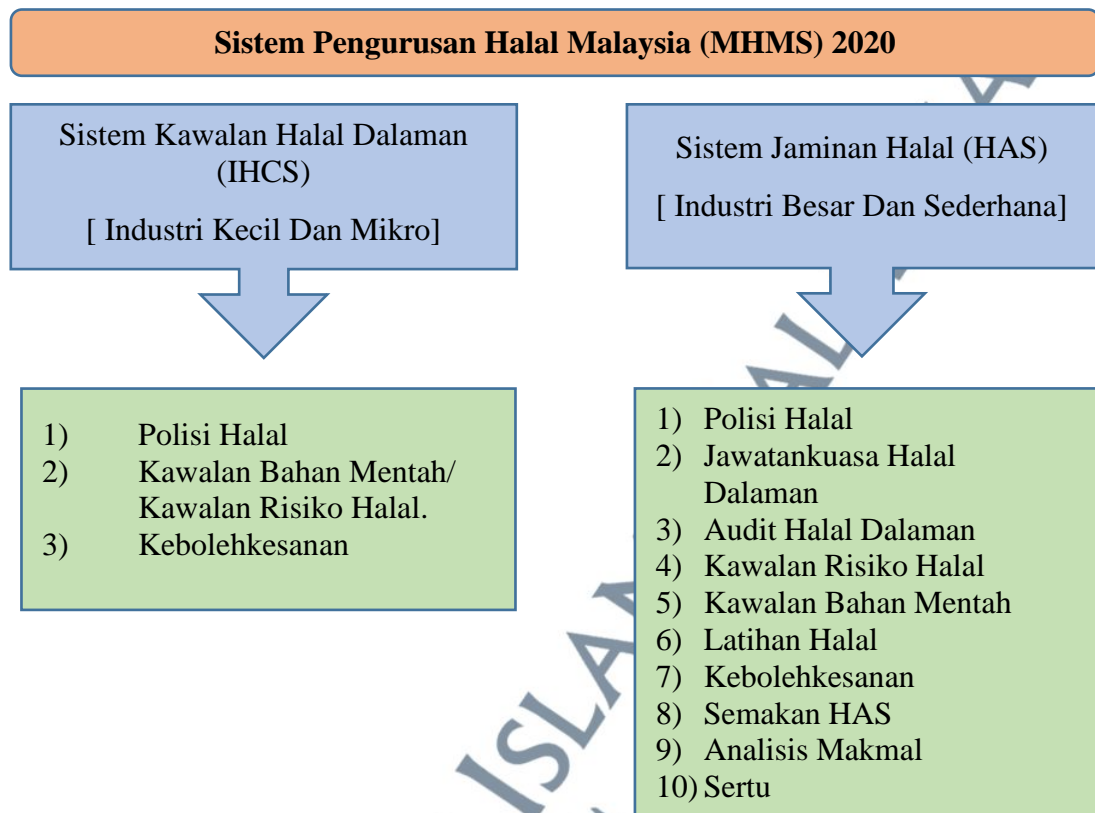 Sistem Pengurusan Halal Malaysia (MHMS) 2020
Sistem Kawalan Halal Dalaman
(IHCS)
[ Industri Kecil Dan Mikro]
Sistem Jaminan Halal (HAS)
[ Industri Besar Dan Sederhana]
1) Polisi Halal
2) Kawalan Bahan Mentah/
Kawalan Risiko Halal.
3) Kebolehkesanan
1) Polisi Halal
2) Jawatankuasa Halal
Dalaman
3) Audit Halal Dalaman
4) Kawalan Risiko Halal
5) Kawalan Bahan Mentah
6) Latihan Halal
7) Kebolehkesanan
8) Semakan HAS
9) Analisis Makmal
10) Sertu